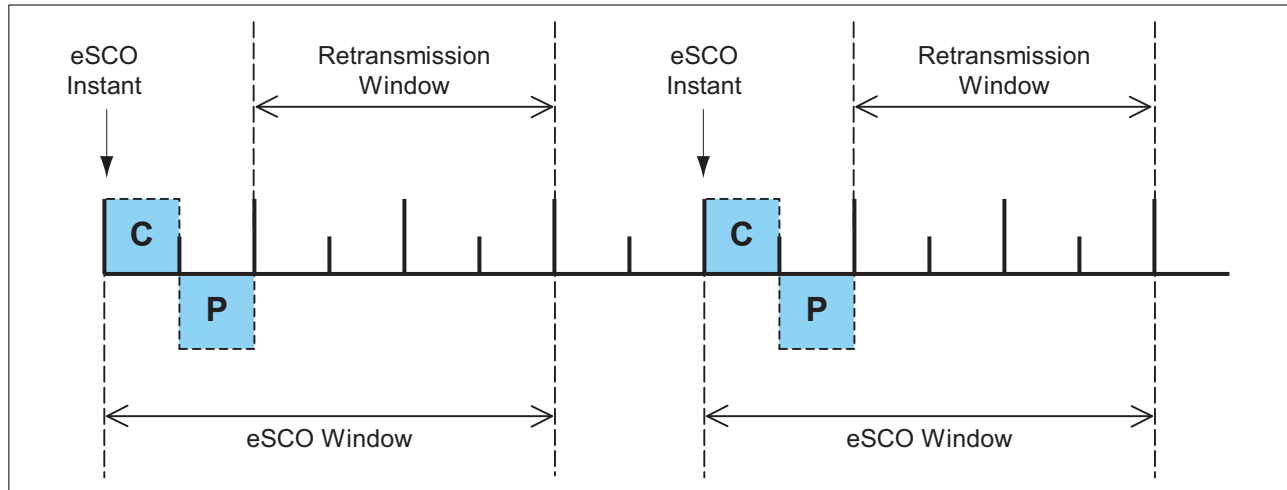 eSCO
Instant
Retransmission
Window
eSCO
Instant
Retransmission
Window
C
C
P
P
eSCO Window
eSCO Window